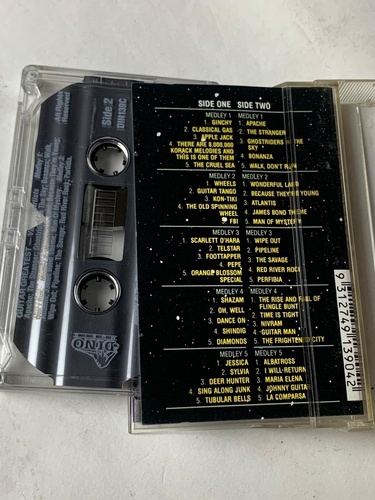 SIDE ONE SIDE TWO
MEDLEY 1
1. GINCHY
2. CLASSICAL GAS
3. APPLE JACK
4. THERE ARE 8,000,000
KORACK MELODIES AND
THIS IS ONE OF THEM
5. THE CRUEL SEA
MEDLEY 1
1. APACHE
2. THE STRANGER
3. GHOSTRIDERS IN THE
SKY
4. BONANZA
5. WALK, DON'T RUN
MEDLEY 2
1. WHEELS
2. GUITAR TANGO
3. KON-TIKI
4. THE OLD SPINNING
WHEEL
5. FBI
MEDLEY 2
1. WONDERFUL LAND
2. BECAUSE THEY'RE YOUNG
3. ATLANTIS
4. JAMES BOND THEME
5. MAN OF MYSTERY
MEDLEY 3
1. SCARLETT O'HARA
2. TELSTAR
3. FOOTTAPPER
4. PEPE
5. ORANGE BLOSSOM
SPECIAL
MEDLEY 3
1. WIPE OUT
2. PIPELINE
3. THE SAVAGE
4. RED RIVER ROCK
5. PERFIBIA
MEDLEY 4
1. SHAZAM
2. OH, WELL
3. DANCE ON
4. SHINDIG
5. DIAMONDS
MEDLEY 4
1. THE RISE AND FALL OF
FLINGLE BUNT
2. TIME IS TIGHT
3. NIVRAM
4. GUITAR MAN
5. THE FRIGHTENED CITY
MEDLEY 5
1. JESSICA
2. SYLVIA
3. DEER HUNTER
4. SING ALONG JUNK
5. TUBULAR BELLS
MEDLEY 5
1. ALBATROSS
2. I WILL-RETURN
3. MARIA ELENA
4. JOHNNY GUITAR
5. LA COMPARSA
9 312749 139042
Side.2
DIN139C
All Rights
Reserved
DINO